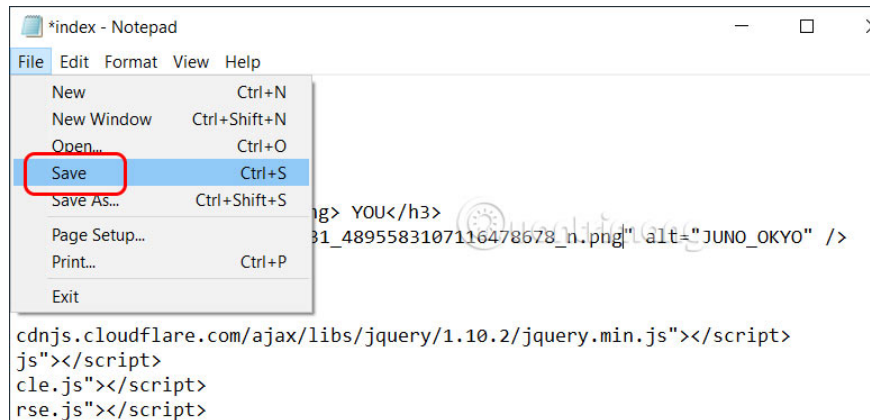 *index - Notepad
File Edit Format View Help
New Ctrl+N
New Window Ctrl+Shift+N
Open... Ctrl+O
Save Ctrl+S
Save As... Ctrl+Shift+S
Page Setup...
Print... Ctrl+P
Exit
ng> YOU</h3>
31_4895583107116478678_n.png" alt="JUNO_OKYO" />
Quantrimang
cdnjs.cloudflare.com/ajax/libs/jquery/1.10.2/jquery.min.js"></script>
js"></script>
cle.js"></script>
rse.js"></script>